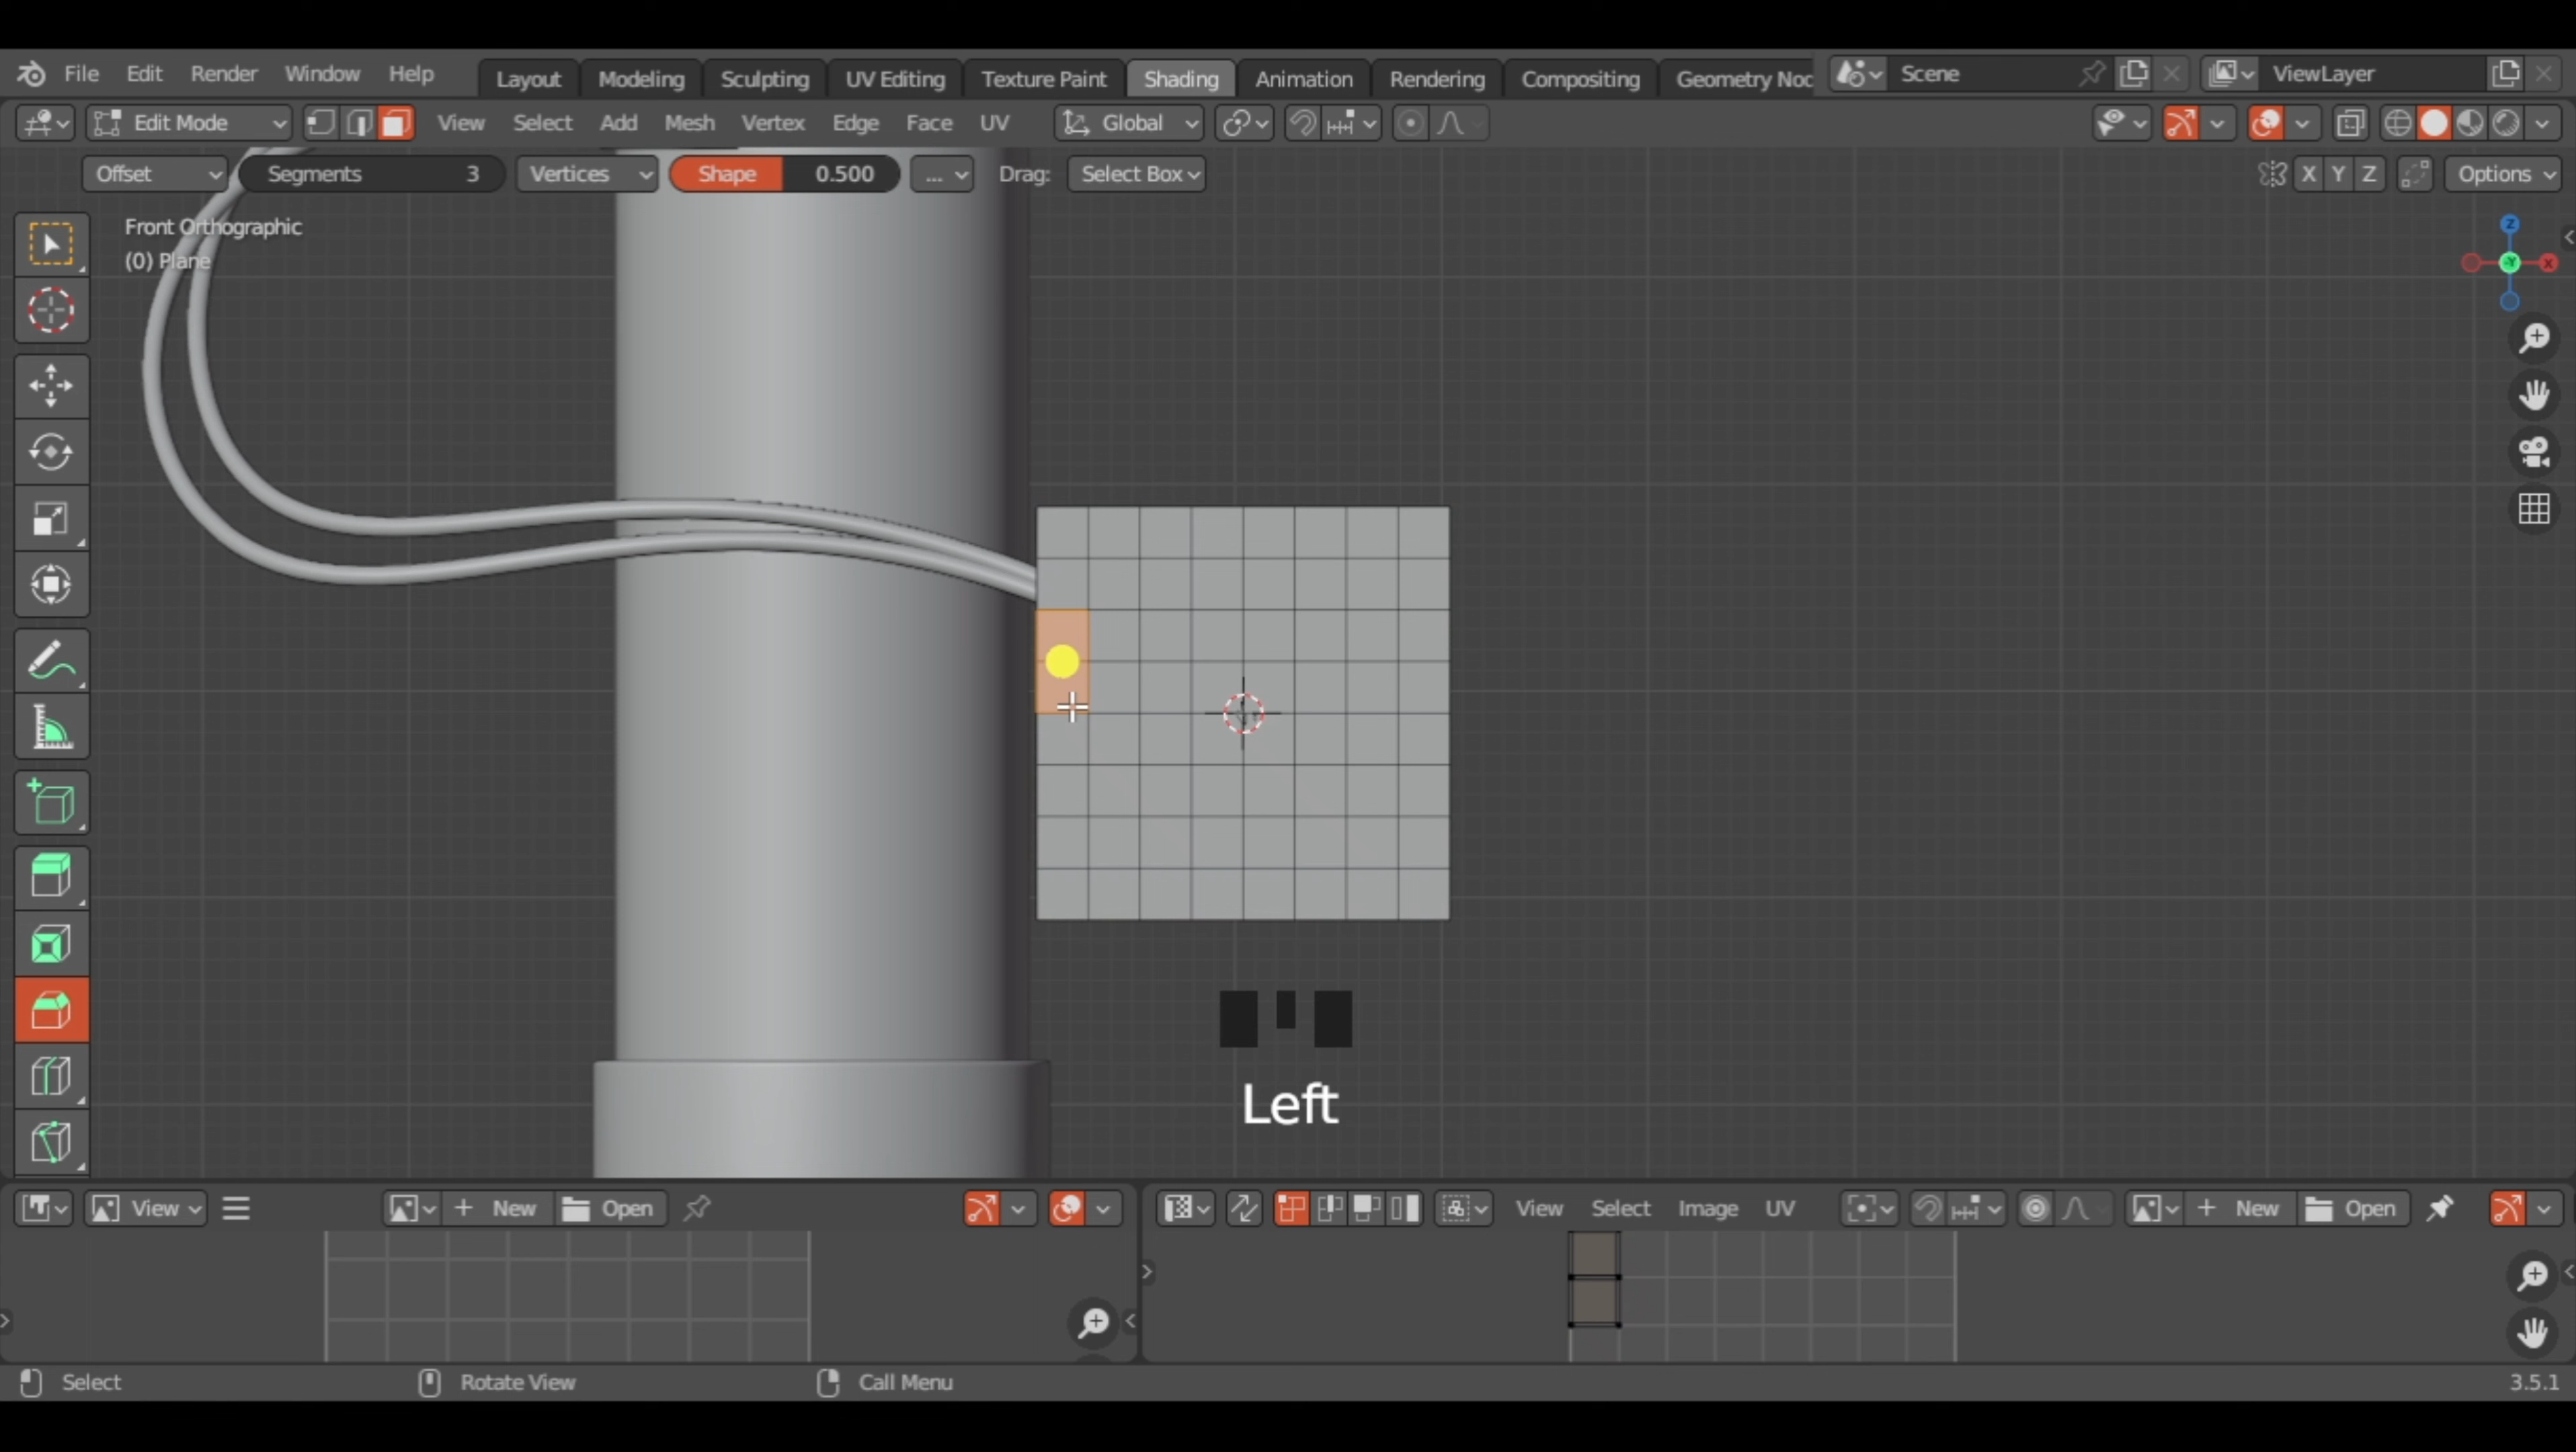 File Edit Render Window Help Layout Modeling Sculpting UV Editing Texture Paint Shading Animation Rendering Compositing Geometry Noc Scene ViewLayer
Edit Mode View Select Add Mesh Vertex Edge Face UV Global
Offset Segments 3 Vertices Shape 0.500 ... Drag: Select Box X Y Z Options
Front Orthographic
(0) Plane
Z
-Y X
Left
View + New Open View Select Image UV + New Open
Select Rotate View Call Menu 3.5.1